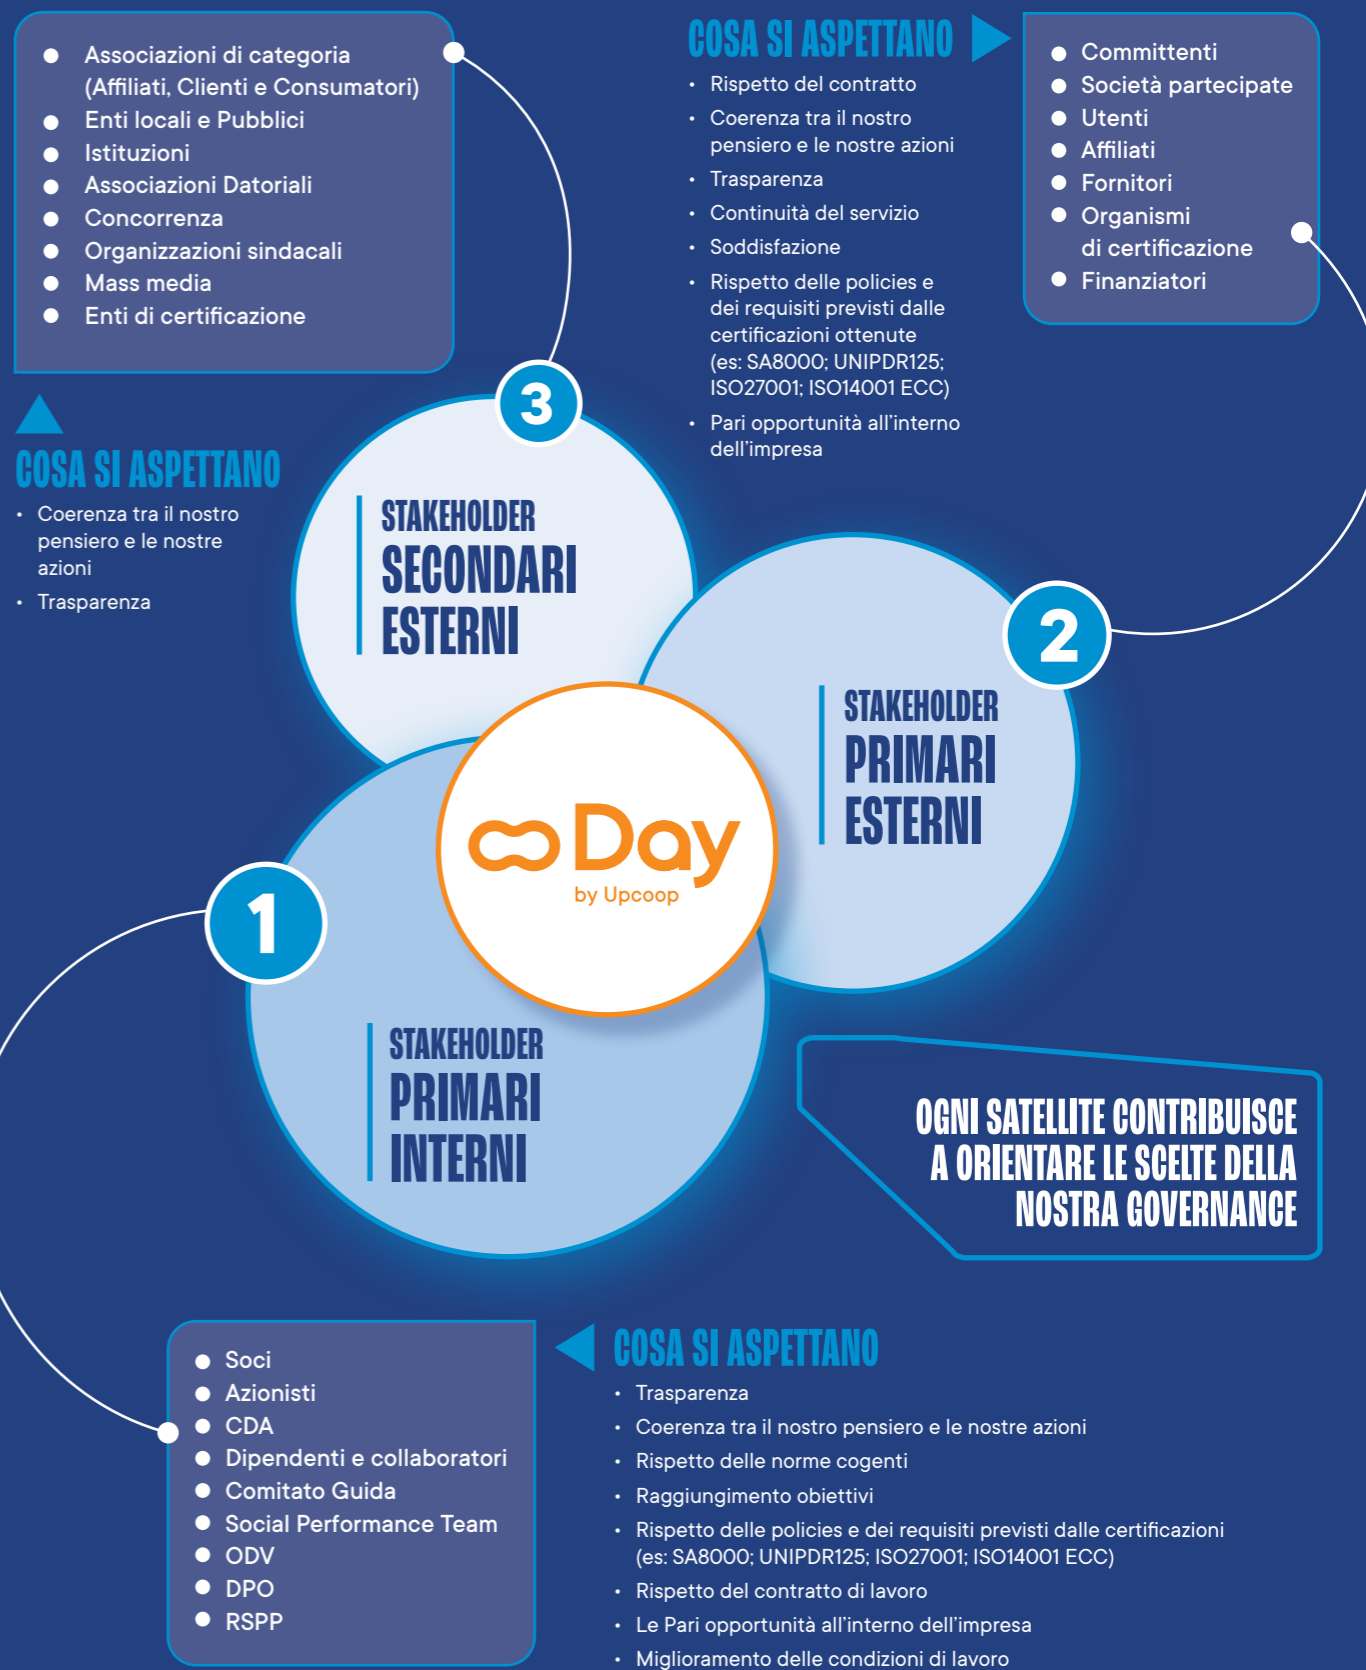 Associazioni di categoria
(Affiliati, Clienti e Consumatori)
Enti locali e Pubblici
Istituzioni
Associazioni Datoriali
Concorrenza
Organizzazioni sindacali
Mass media
Enti di certificazione
COSA SI ASPETTANO
• Coerenza tra il nostro
pensiero e le nostre
azioni
• Trasparenza
COSA SI ASPETTANO
• Rispetto del contratto
• Coerenza tra il nostro
pensiero e le nostre azioni
• Trasparenza
• Continuità del servizio
• Soddisfazione
• Rispetto delle policies e
dei requisiti previsti dalle
certificazioni ottenute
(es: SA8000; UNIPDR125;
ISO27001; ISO14001 ECC)
• Pari opportunità all'interno
dell'impresa
Committenti
Società partecipate
Utenti
Affiliati
Fornitori
Organismi
di certificazione
Finanziatori
3
STAKEHOLDER
SECONDARI
ESTERNI
2
STAKEHOLDER
PRIMARI
ESTERNI
Day
by Upcoop
1
STAKEHOLDER
PRIMARI
INTERNI
OGNI SATELLITE CONTRIBUISCE
A ORIENTARE LE SCELTE DELLA
NOSTRA GOVERNANCE
Soci
Azionisti
CDA
Dipendenti e collaboratori
Comitato Guida
Social Performance Team
ODV
DPO
RSPP
COSA SI ASPETTANO
• Trasparenza
• Coerenza tra il nostro pensiero e le nostre azioni
• Rispetto delle norme cogenti
• Raggiungimento obiettivi
• Rispetto delle policies e dei requisiti previsti dalle certificazioni
(es: SA8000; UNIPDR125; ISO27001; ISO14001 ECC)
• Rispetto del contratto di lavoro
• Le Pari opportunità all'interno dell'impresa
• Miglioramento delle condizioni di lavoro